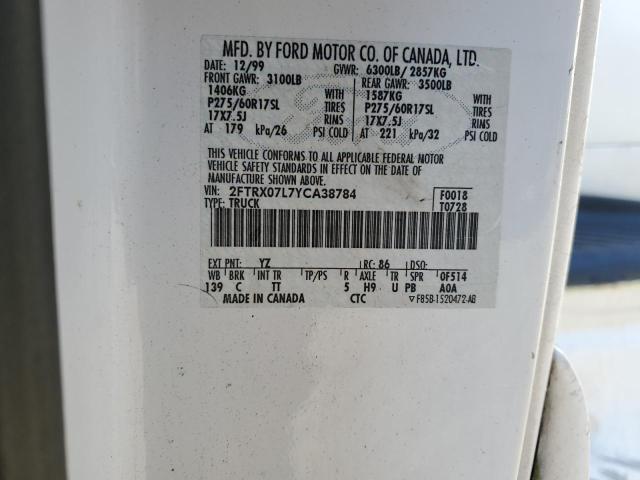 MFD. BY FORD MOTOR CO. OF CANADA, LTD.
DATE: 12/99 GVWR: 6300LB/ 2857KG
FRONT GAWR: 3100LB REAR GAWR: 3500LB
1406KG WITH 1587KG WITH
P275/60R17SL TIRES P275/60R17SL TIRES
17X7.5J RIMS 17X7.5J RIMS
AT 179 kPa/26 PSI COLD AT 221 kPa/32 PSI COLD
THIS VEHICLE CONFORMS TO ALL APPLICABLE FEDERAL MOTOR
VEHICLE SAFETY STANDARDS IN EFFECT ON THE DATE OF
MANUFACTURE SHOWN ABOVE.
VIN: 2FTRX07L7YCA38784 F0018
TYPE: TRUCK T0728
EXT PNT: YZ RC: 86 DSO:
WB BRK INT TR TP/PS R AXLE TR SPR 0F514
139 C TT 5 H9 U PB A0A
MADE IN CANADA CTC F85B-1520472-AB